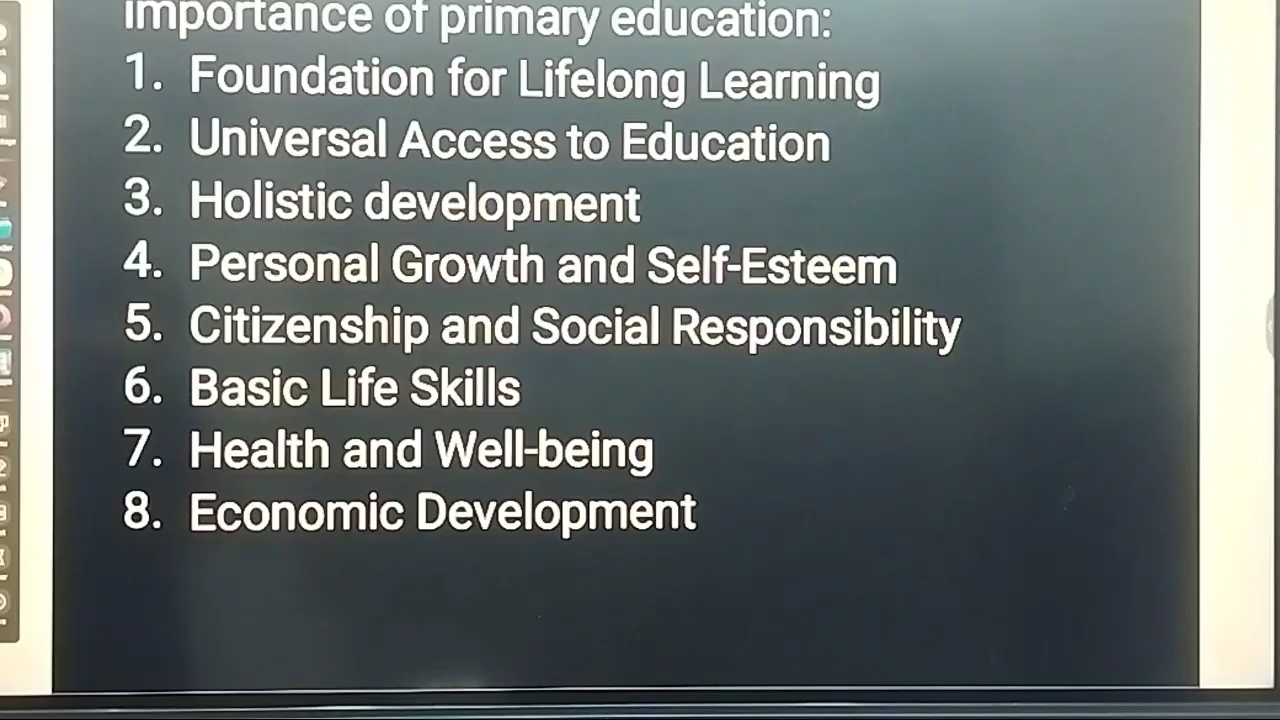 importance of primary education:
1. Foundation for Lifelong Learning
2. Universal Access to Education
3. Holistic development
4. Personal Growth and Self-Esteem
5. Citizenship and Social Responsibility
6. Basic Life Skills
7. Health and Well-being
8. Economic Development